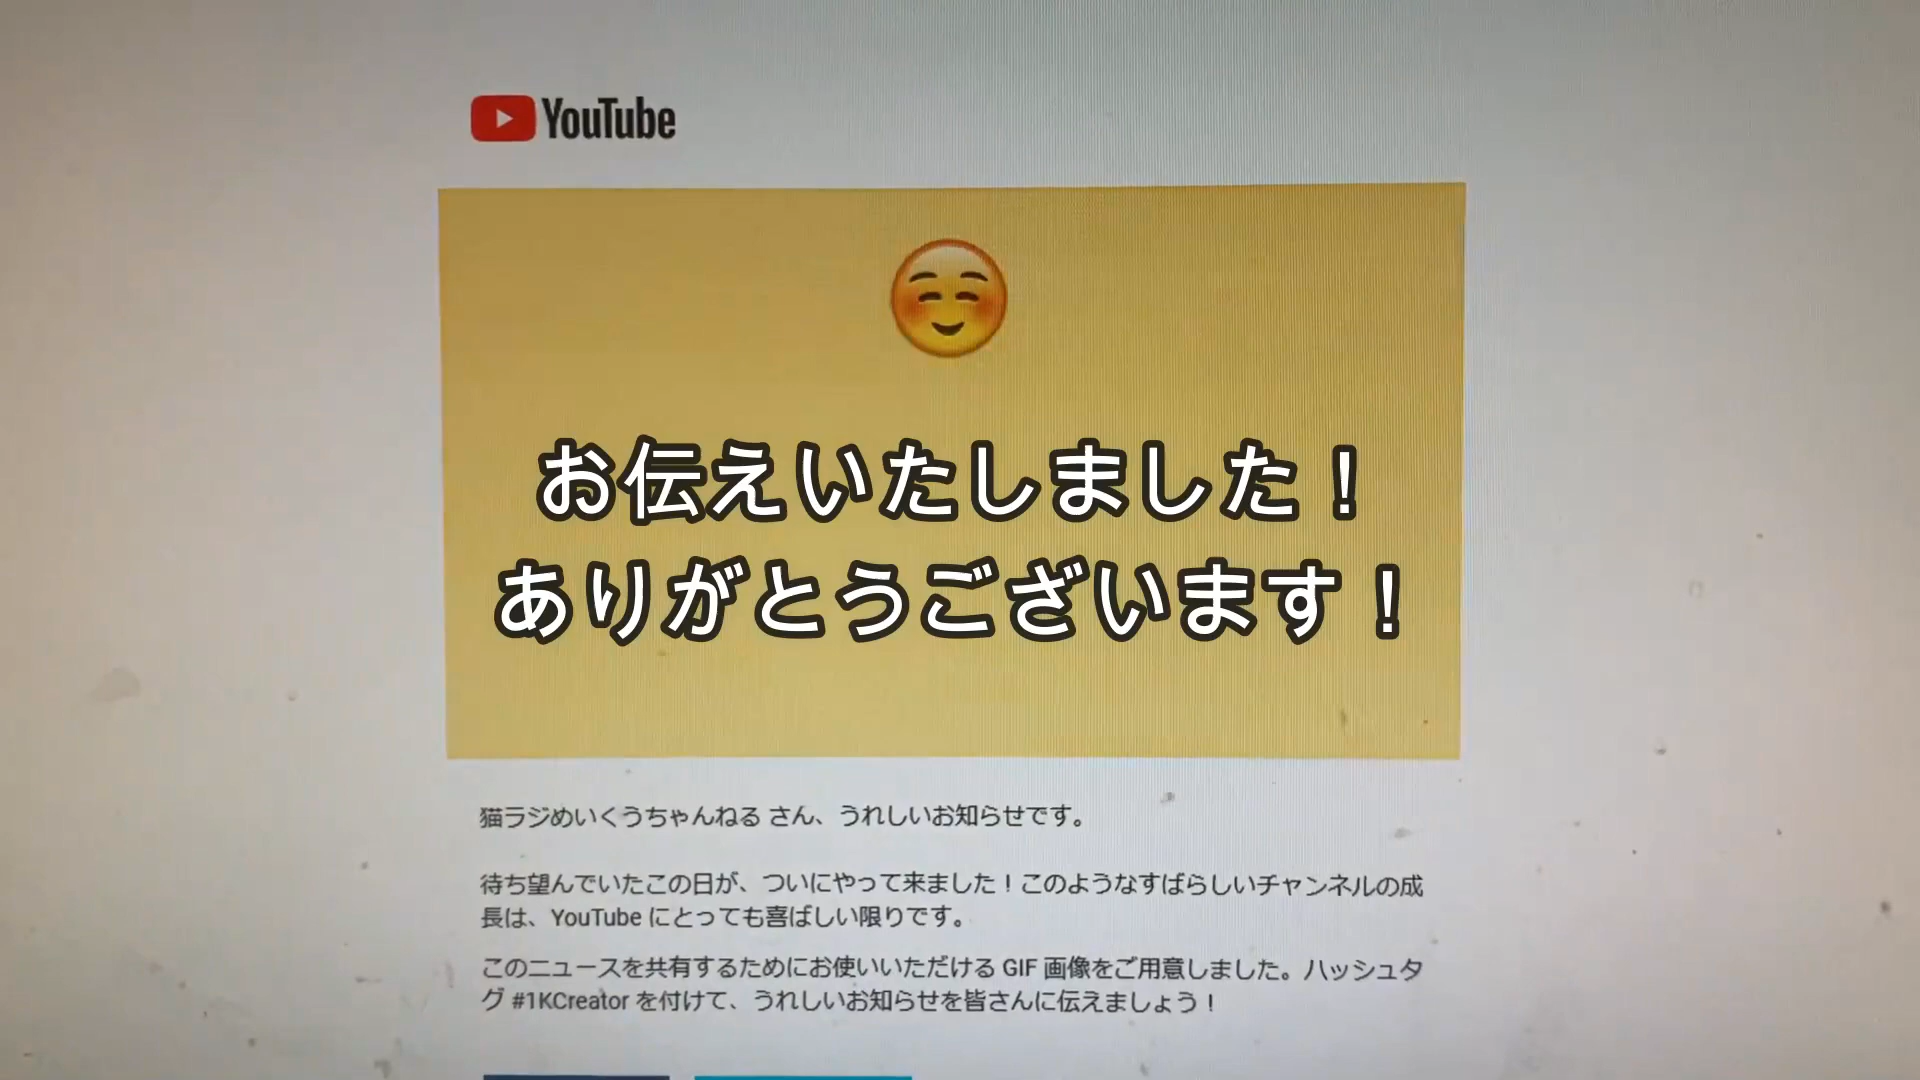 YouTube
お伝えいたしました！
ありがとうございます！
猫ラジめいくうちゃんねる さん、うれしいお知らせです。
待ち望んでいたこの日が、ついにやって来ました！このようなすばらしいチャンネルの成
長は、YouTube にとっても喜ばしい限りです。
このニュースを共有するためにお使いいただける GIF 画像をご用意しました。ハッシュタ
グ #1KCreator を付けて、うれしいお知らせを皆さんに伝えましょう！